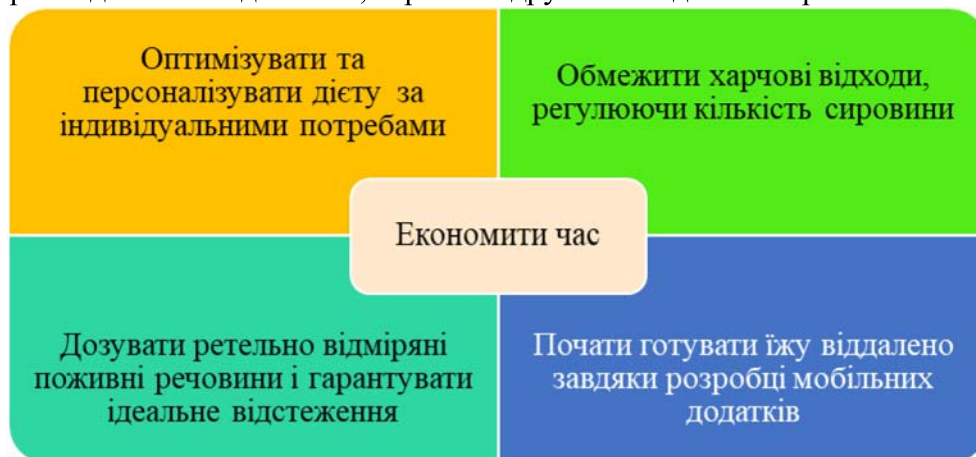 Оптимізувати та
персоналізувати дієту за
індивідуальними потребами
Обмежити харчові відходи,
регулюючи кількість сировини
Економити час
Дозувати ретельно відміряні
поживні речовини і гарантувати
ідеальне відстеження
Почати готувати їжу віддалено
завдяки розробці мобільних
додатків